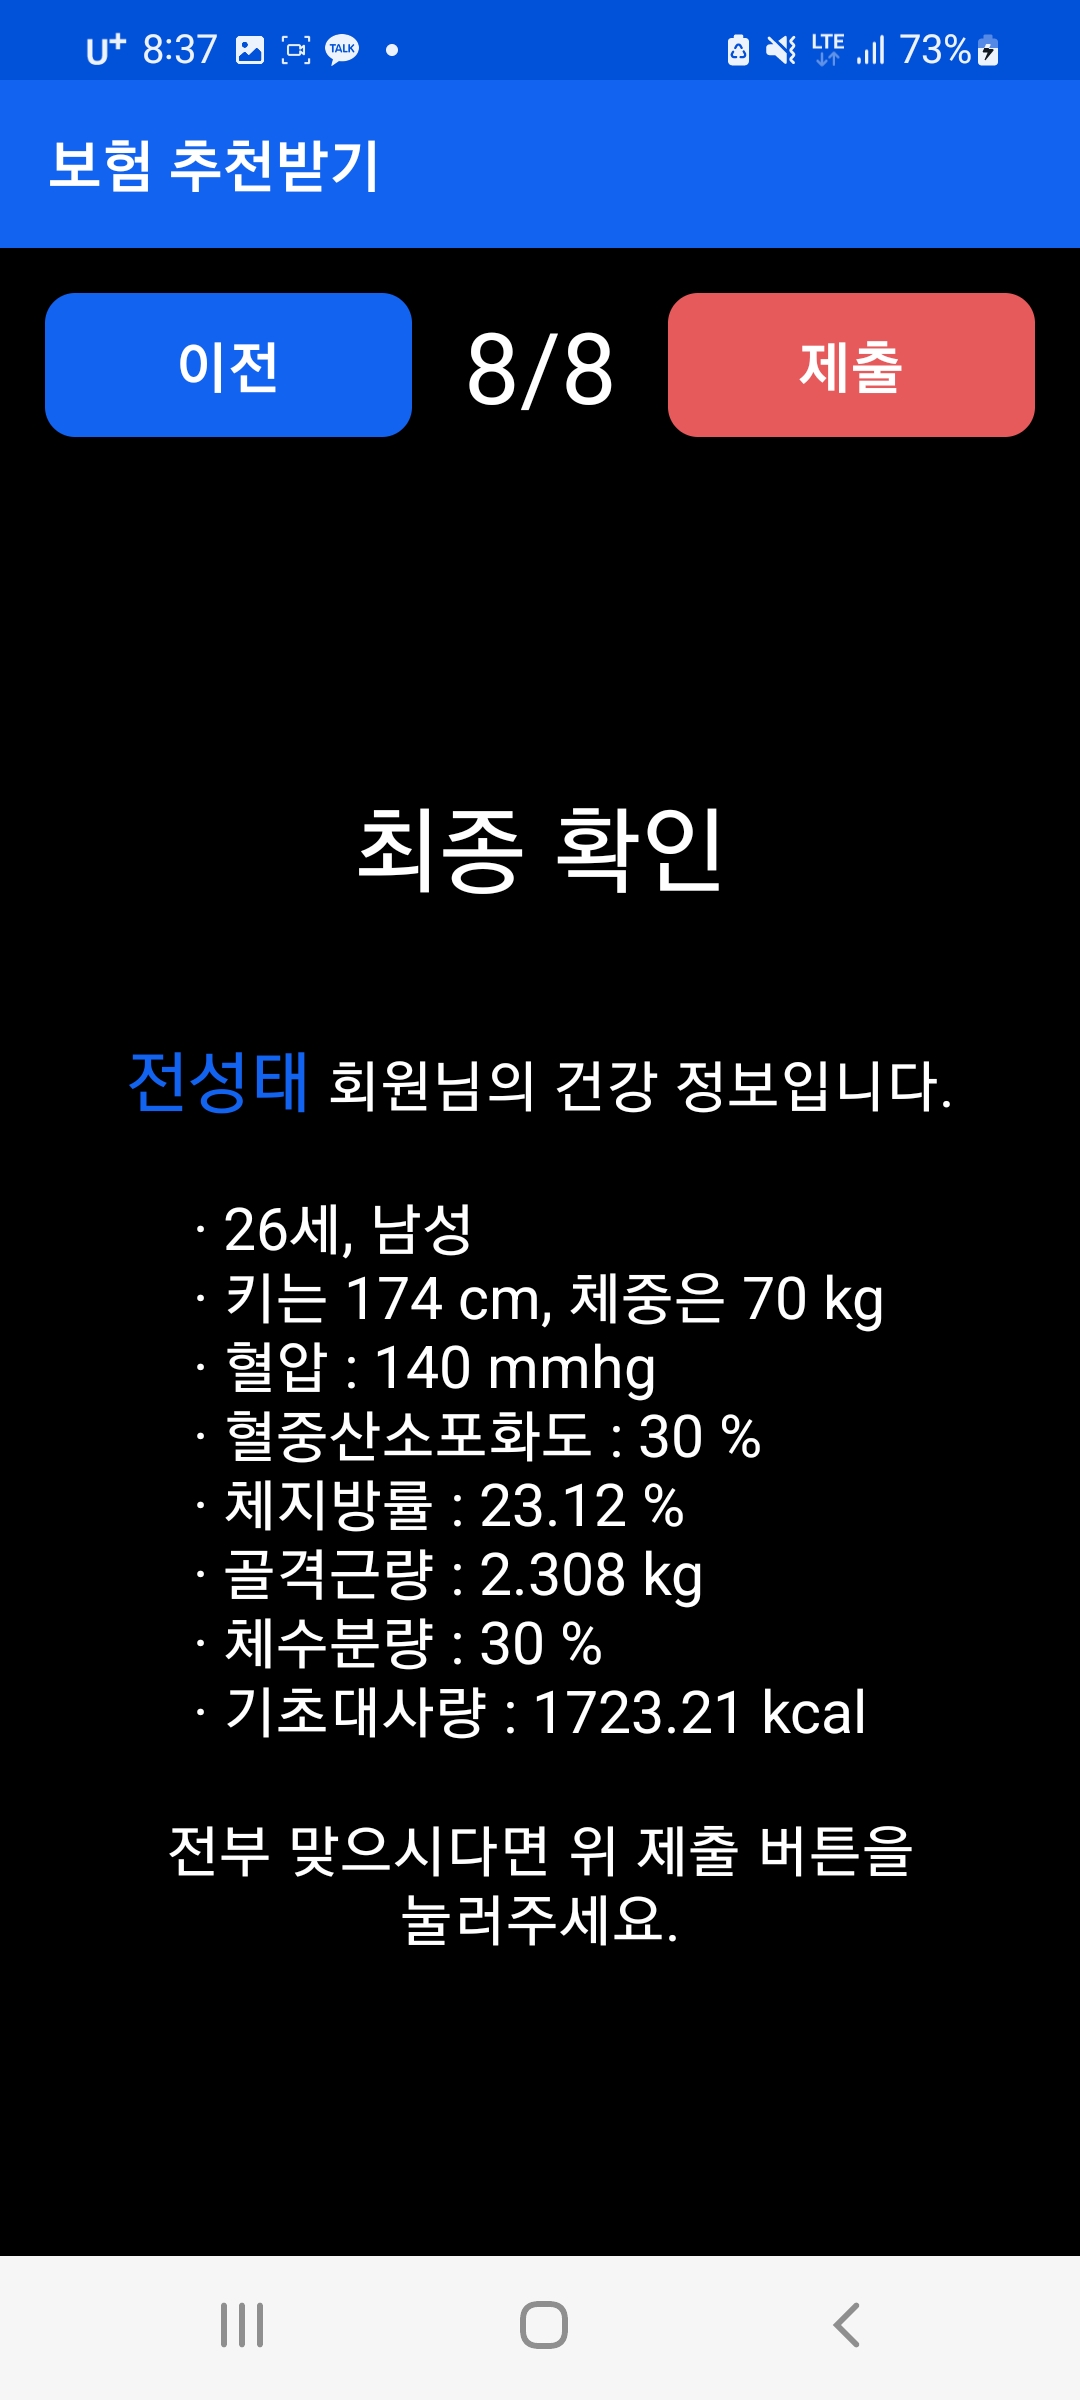 U+ 8:37 TALK LTE 73%
보험 추천받기
이전 8/8 제출
최종 확인
전성태 회원님의 건강 정보입니다.
· 26세, 남성
· 키는 174 cm, 체중은 70 kg
· 혈압 : 140 mmhg
· 혈중산소포화도 : 30 %
· 체지방률 : 23.12 %
· 골격근량 : 2.308 kg
· 체수분량 : 30 %
· 기초대사량 : 1723.21 kcal
전부 맞으시다면 위 제출 버튼을
눌러주세요.